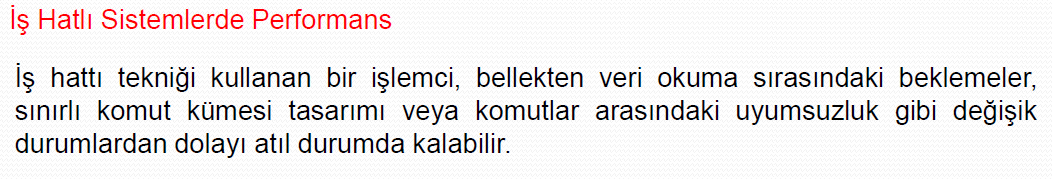 İş Hatlı Sistemlerde Performans
İş hattı tekniği kullanan bir işlemci, bellekten veri okuma sırasındaki beklemeler,
sınırlı komut kümesi tasarımı veya komutlar arasındaki uyumsuzluk gibi değişik
durumlardan dolayı atıl durumda kalabilir.